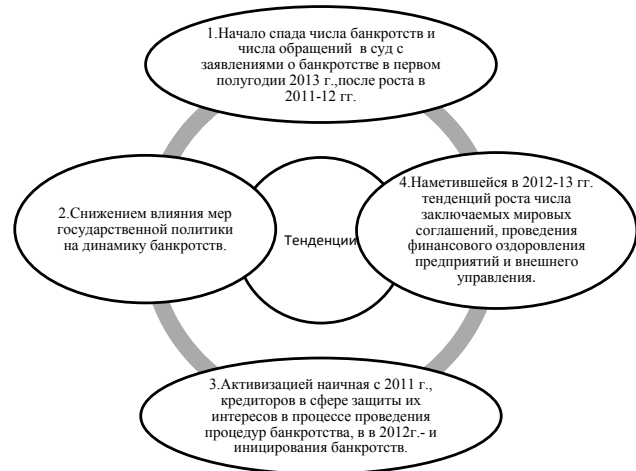 1.Начало спада числа банкротств и
числа обращений в суд с
заявлениями о банкротстве в первом
полугодии 2013 г.,после роста в
2011-12 гг.
2.Снижением влияния мер
государственной политики
на динамику банкротств.
Тенденции
4.Наметившейся в 2012-13 гг.
тенденций роста числа
заключаемых мировых
соглашений, проведения
финансового оздоровления
предприятий и внешнего
управления.
3.Активизацией наичная с 2011 г.,
кредиторов в сфере защиты их
интересов в процессе проведения
процедур банкротства, в в 2012г.- и
иницирования банкротств.